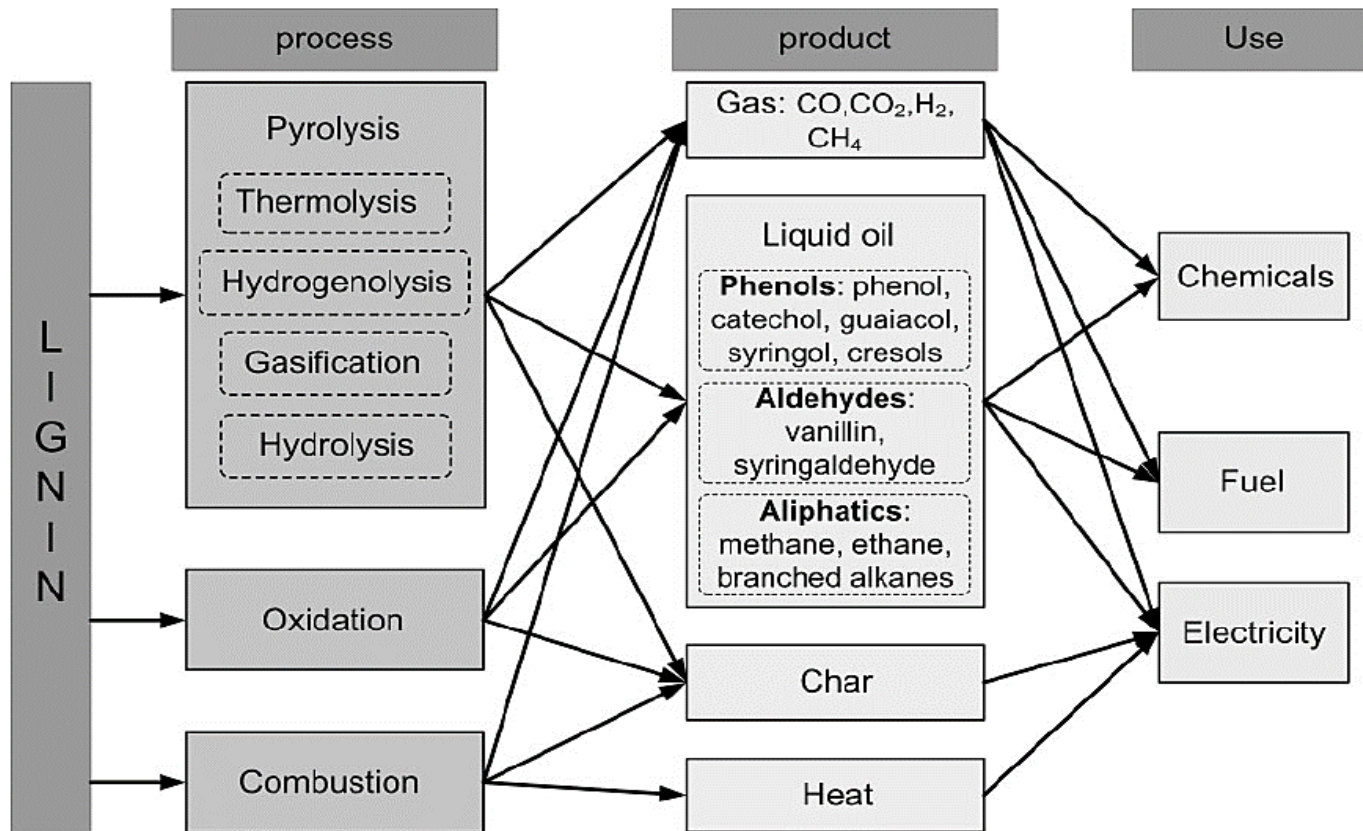 process
product
Use
LIGNIN
Pyrolysis
Thermolysis
Hydrogenolysis
Gasification
Hydrolysis
Oxidation
Combustion
Gas: CO,CO₂,H₂,
CH₄
Liquid oil
Phenols: phenol,
catechol, guaiacol,
syringol, cresols
Aldehydes:
vanillin,
syringaldehyde
Aliphatics:
methane, ethane,
branched alkanes
Char
Heat
Chemicals
Fuel
Electricity